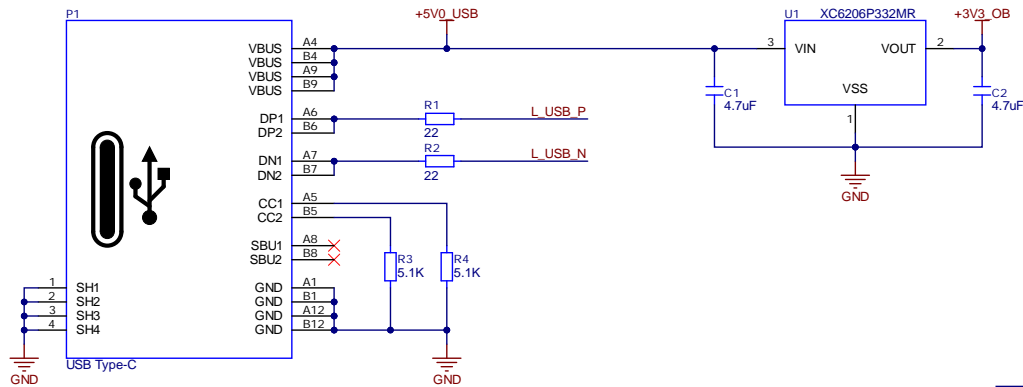 P1
+5V0_USB
U1 XC6206P332MR
+3V3_OB
VBUS A4
VBUS B4
VBUS A9
VBUS B9
3 VIN VOUT 2
VSS
1
C1
4.7uF
C2
4.7uF
GND
DP1 A6
DP2 B6
R1
22
L_USB_P
DN1 A7
DN2 B7
R2
22
L_USB_N
CC1 A5
CC2 B5
SBU1 A8
SBU2 B8
R3
5.1K
R4
5.1K
1 SH1
2 SH2
3 SH3
4 SH4
GND A1
GND B1
GND A12
GND B12
USB Type-C
GND
GND